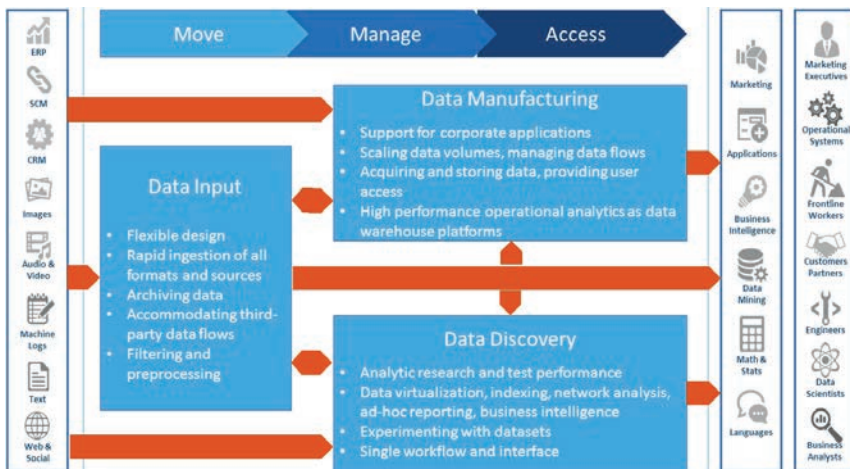 ERP
SCM
CRM
Images
Audio &
Video
Machine
Logs
Text
Web &
Social
Move
Manage
Access
Data Input
• Flexible design
• Rapid ingestion of all
formats and sources
• Archiving data
• Accommodating third-
party data flows
• Filtering and
preprocessing
Data Manufacturing
• Support for corporate applications
• Scaling data volumes, managing data flows
• Acquiring and storing data, providing user
access
• High performance operational analytics as data
warehouse platforms
Data Discovery
• Analytic research and test performance
• Data virtualization, indexing, network analysis,
ad-hoc reporting, business intelligence
• Experimenting with datasets
• Single workflow and interface
Marketing
Applications
Business
Intelligence
Data
Mining
Math &
Stats
Languages
Marketing
Executives
Operational
Systems
Frontline
Workers
Customers
Partners
Engineers
Data
Scientists
Business
Analysts